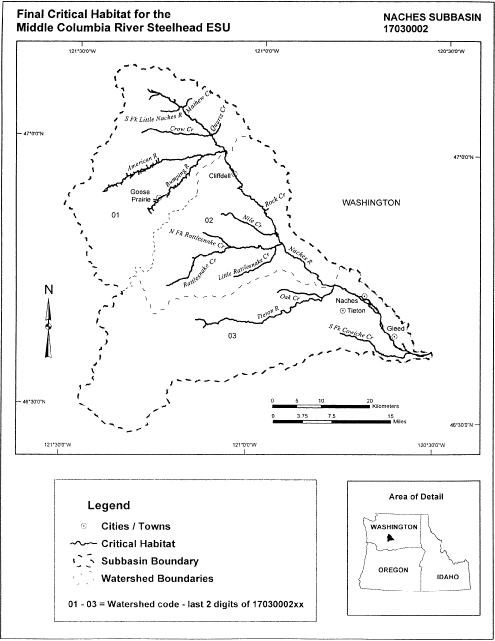 Final Critical Habitat for the
Middle Columbia River Steelhead ESU
NACHES SUBBASIN
17030002
121°30'0"W
121°0'0"W
120°30'0"W
47°0'0"N
47°0'0"N
Mathew Cr
S Fk Little Naches R
Quartz Cr
Crow Cr
American R
Bumping R
Goose
Prairie
Cliffdell
01
Rock Cr
WASHINGTON
02
Nile Cr
N Fk Rattlesnake Cr
Naches R
Rattlesnake Cr
Little Rattlesnake Cr
N
Oak Cr
Naches
Tieton
Tieton R
Gleed
S Fk Cowiche Cr
03
46°30'0"N
46°30'0"N
0 5 10 20
Kilometers
0 3.75 7.5 15
Miles
121°30'0"W
121°0'0"W
120°30'0"W
Legend
Cities / Towns
Critical Habitat
Subbasin Boundary
Watershed Boundaries
01 - 03 = Watershed code - last 2 digits of 17030002xx
Area of Detail
WASHINGTON
OREGON
IDAHO